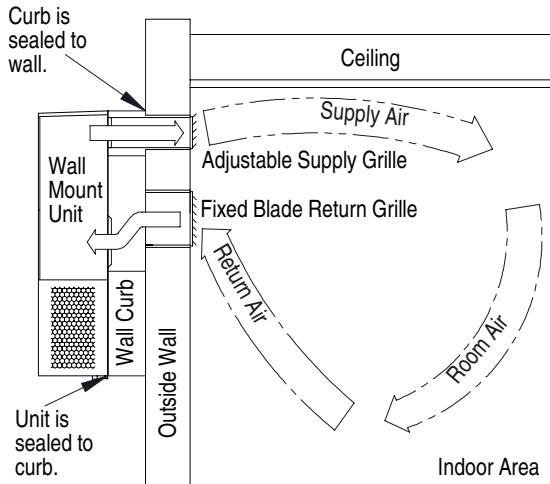 Curb is
sealed to
wall.
Ceiling
Supply Air
Adjustable Supply Grille
Wall
Mount
Unit
Fixed Blade Return Grille
Return Air
Room Air
Wall Curb
Outside Wall
Unit is
sealed to
curb.
Indoor Area